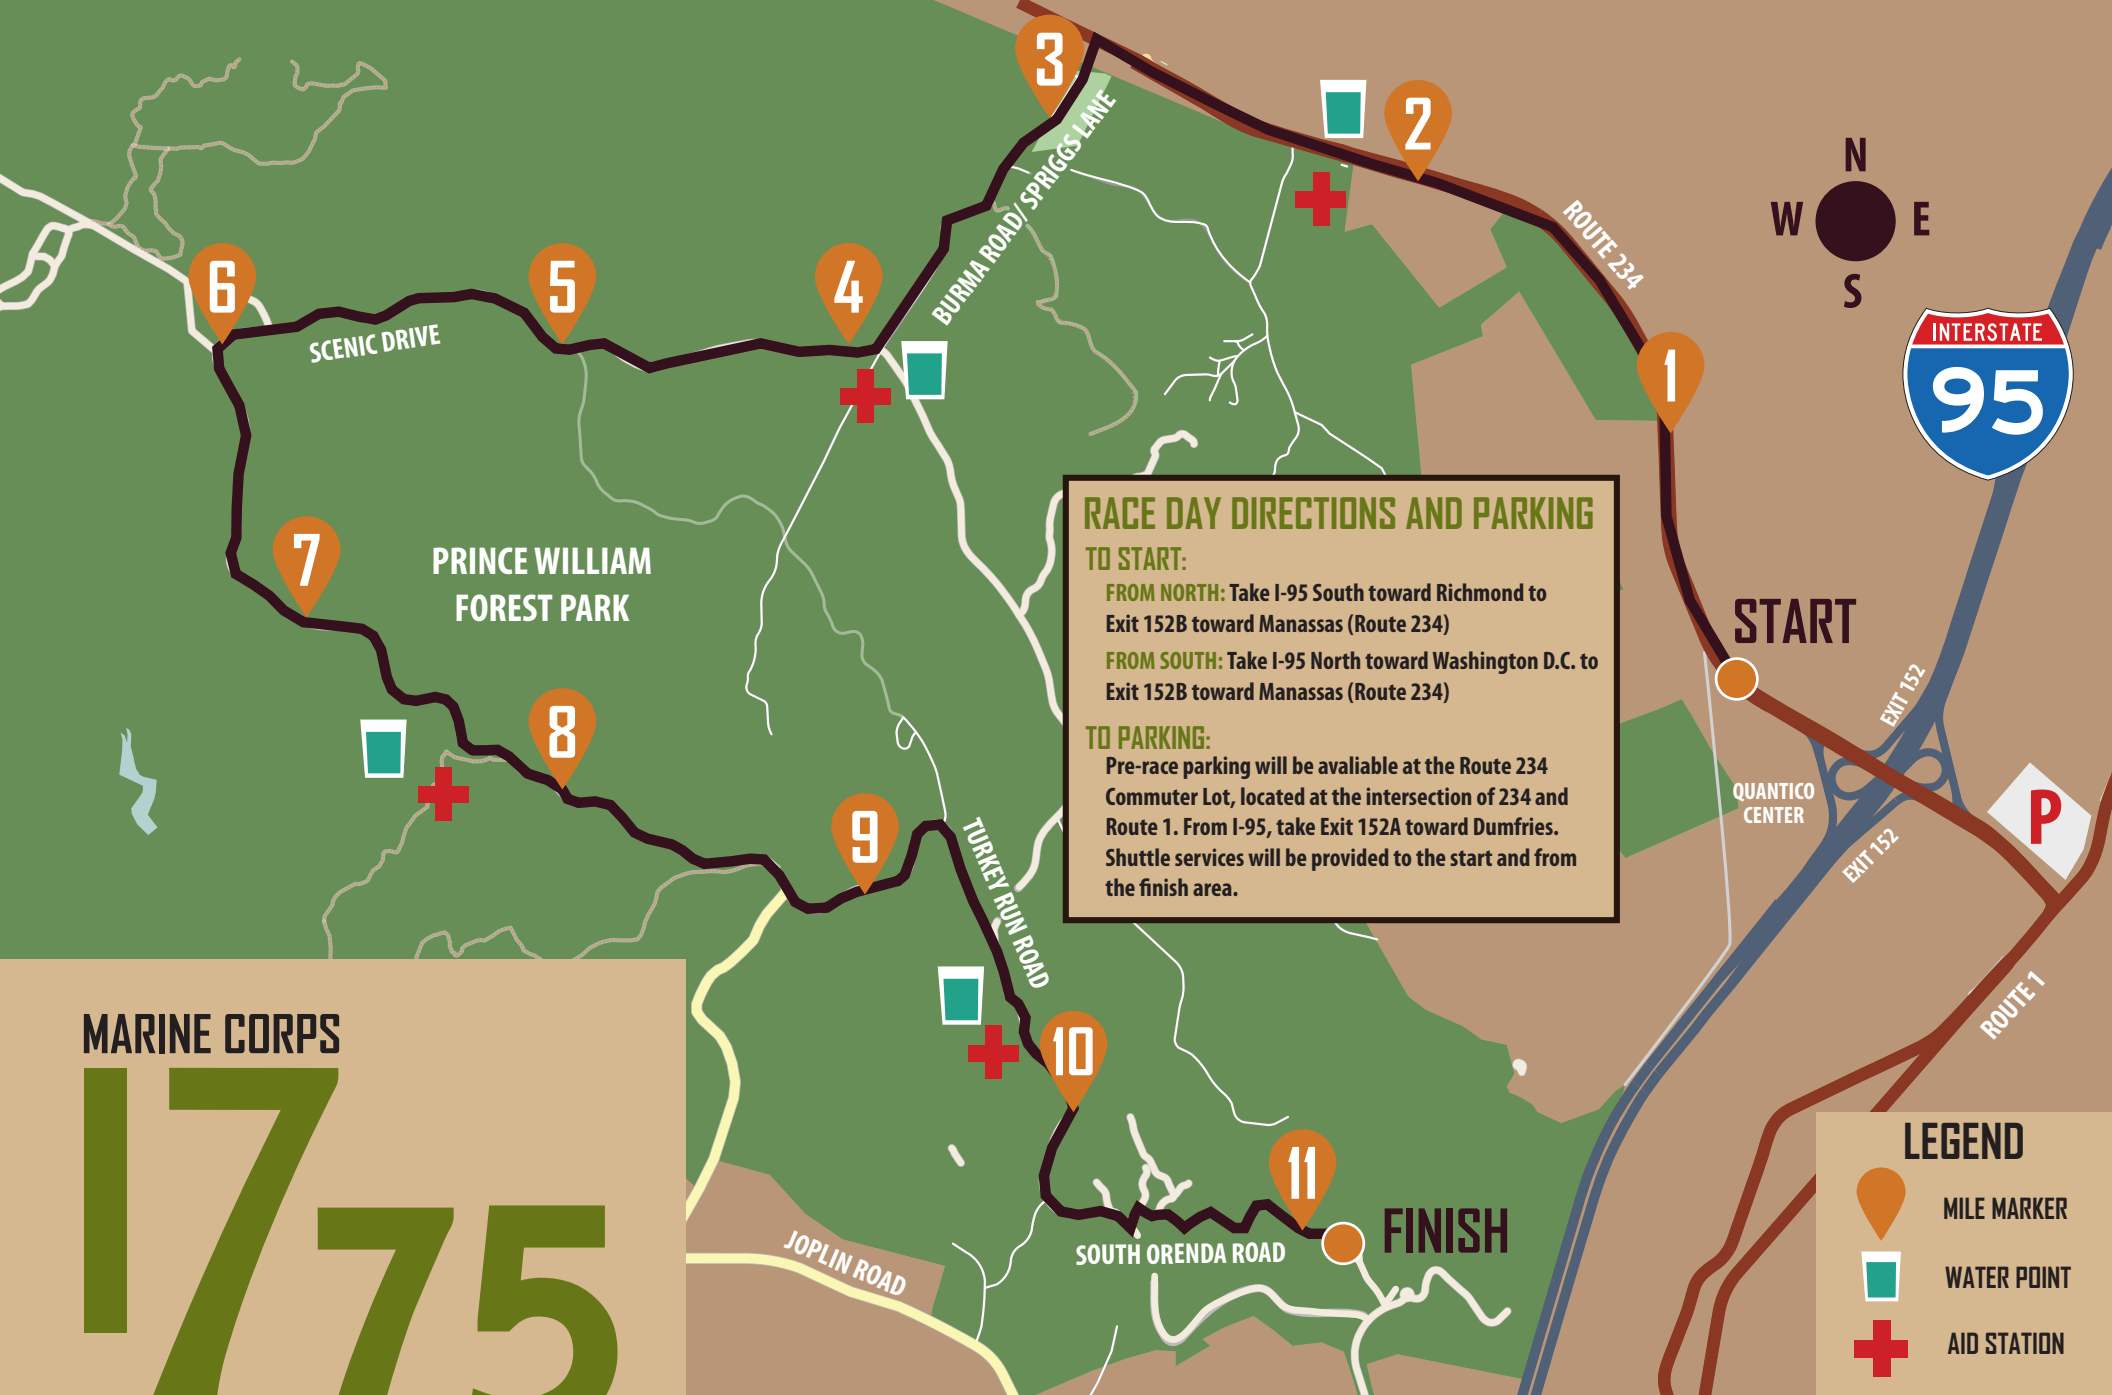 3
2
N
W E
S
ROUTE 234
BURMA ROAD/ SPRIGGS LANE
6
5
4
SCENIC DRIVE
1
INTERSTATE
95
7
PRINCE WILLIAM
FOREST PARK
RACE DAY DIRECTIONS AND PARKING
TO START:
FROM NORTH: Take I-95 South toward Richmond to
Exit 152B toward Manassas (Route 234)
FROM SOUTH: Take I-95 North toward Washington D.C. to
Exit 152B toward Manassas (Route 234)
TO PARKING:
Pre-race parking will be avaliable at the Route 234
Commuter Lot, located at the intersection of 234 and
Route 1. From I-95, take Exit 152A toward Dumfries.
Shuttle services will be provided to the start and from
the finish area.
START
EXIT 152
8
QUANTICO
CENTER
P
EXIT 152
9
TURKEY RUN ROAD
ROUTE 1
10
MARINE CORPS
1775
11
FINISH
SOUTH ORENDA ROAD
JOPLIN ROAD
LEGEND
MILE MARKER
WATER POINT
AID STATION